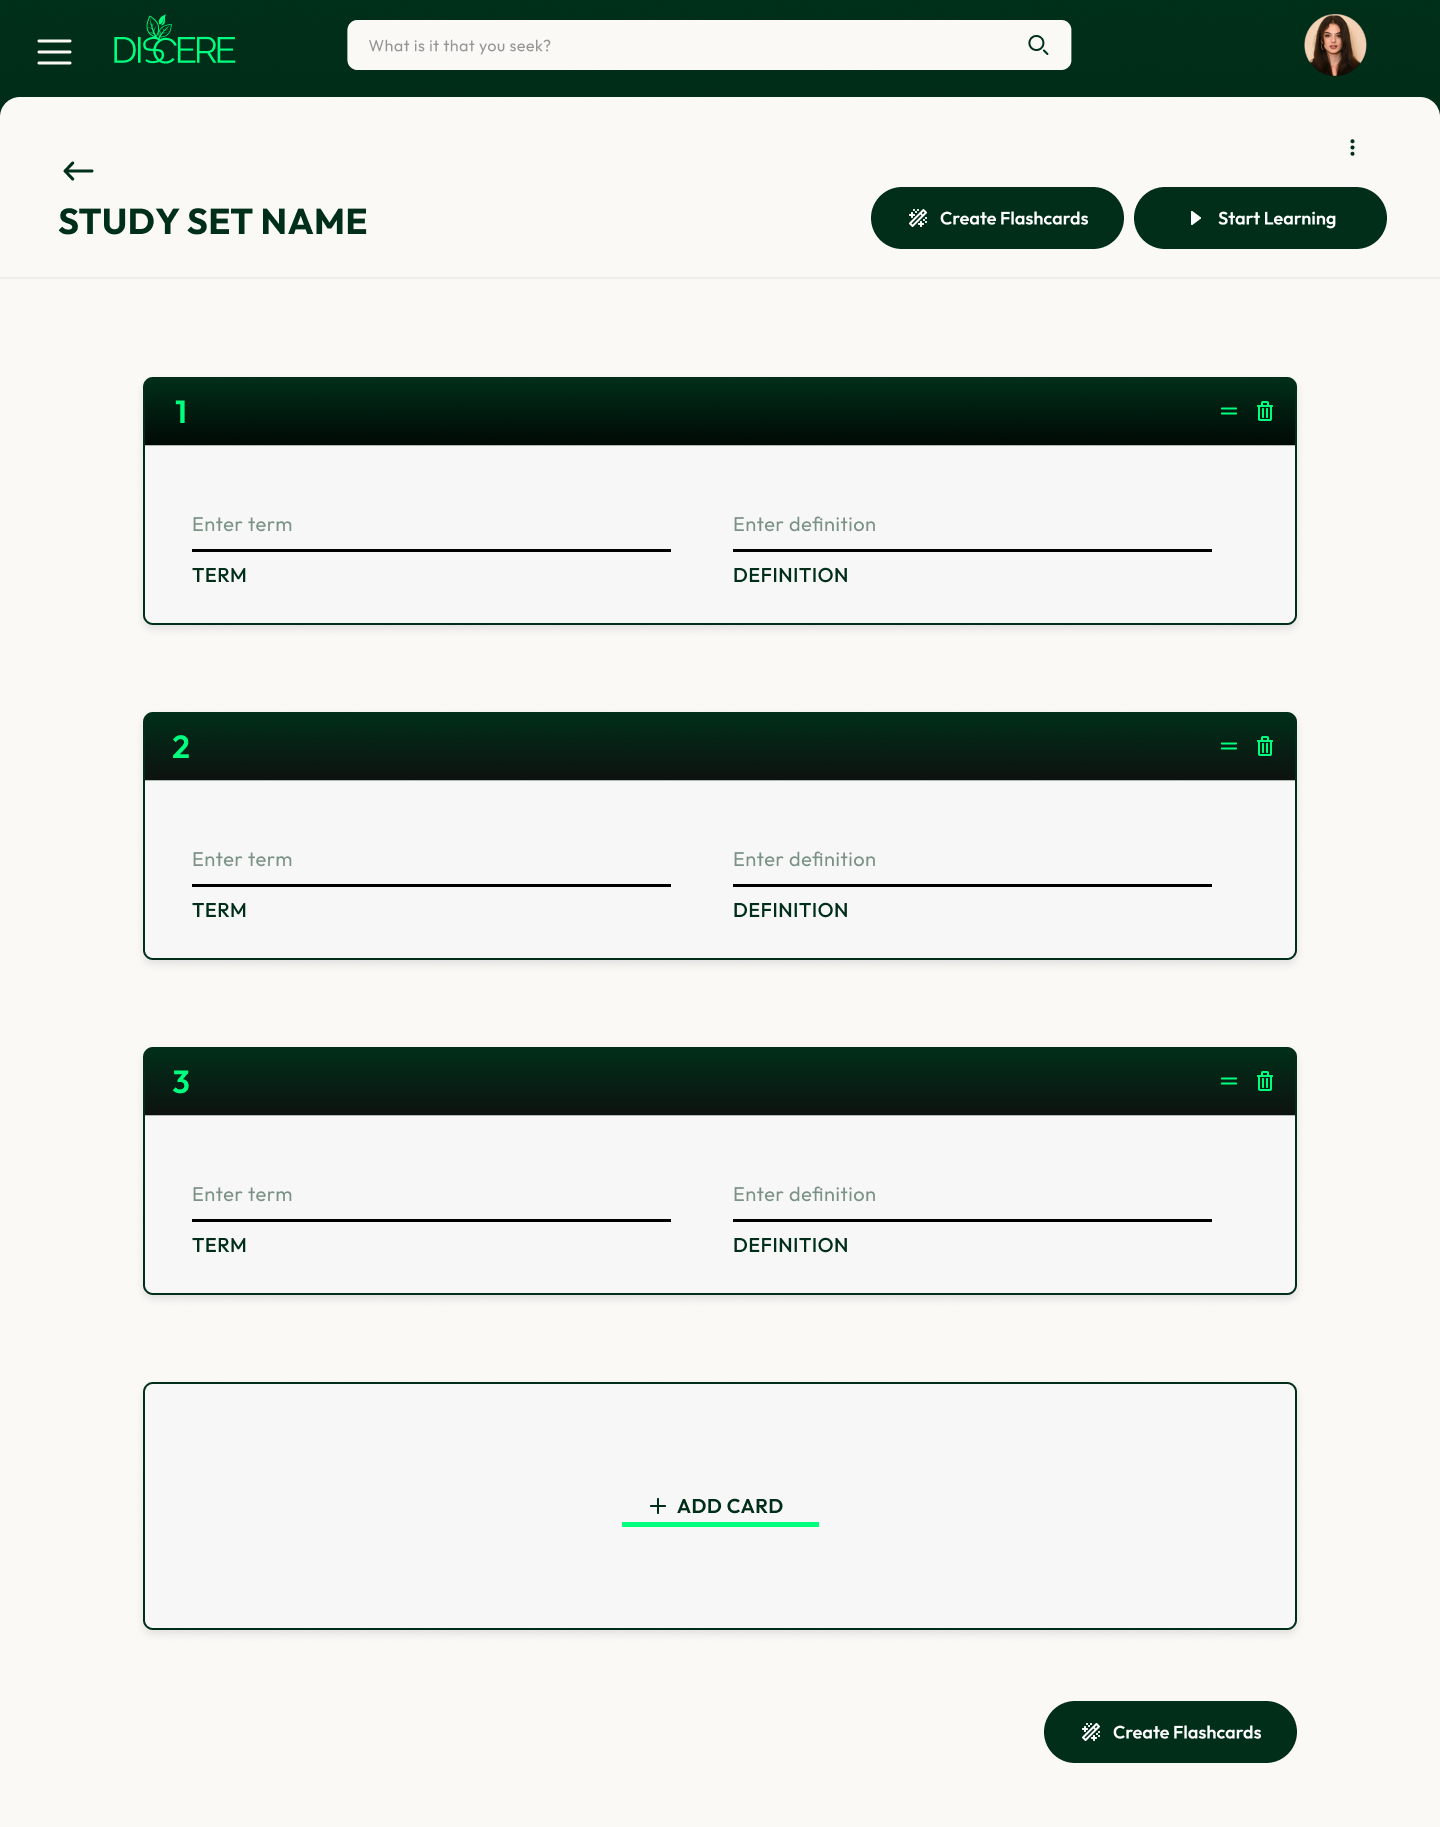 DISCERE
What is it that you seek?
STUDY SET NAME
Create Flashcards
Start Learning
1
Enter term
Enter definition
TERM
DEFINITION
2
Enter term
Enter definition
TERM
DEFINITION
3
Enter term
Enter definition
TERM
DEFINITION
ADD CARD
Create Flashcards